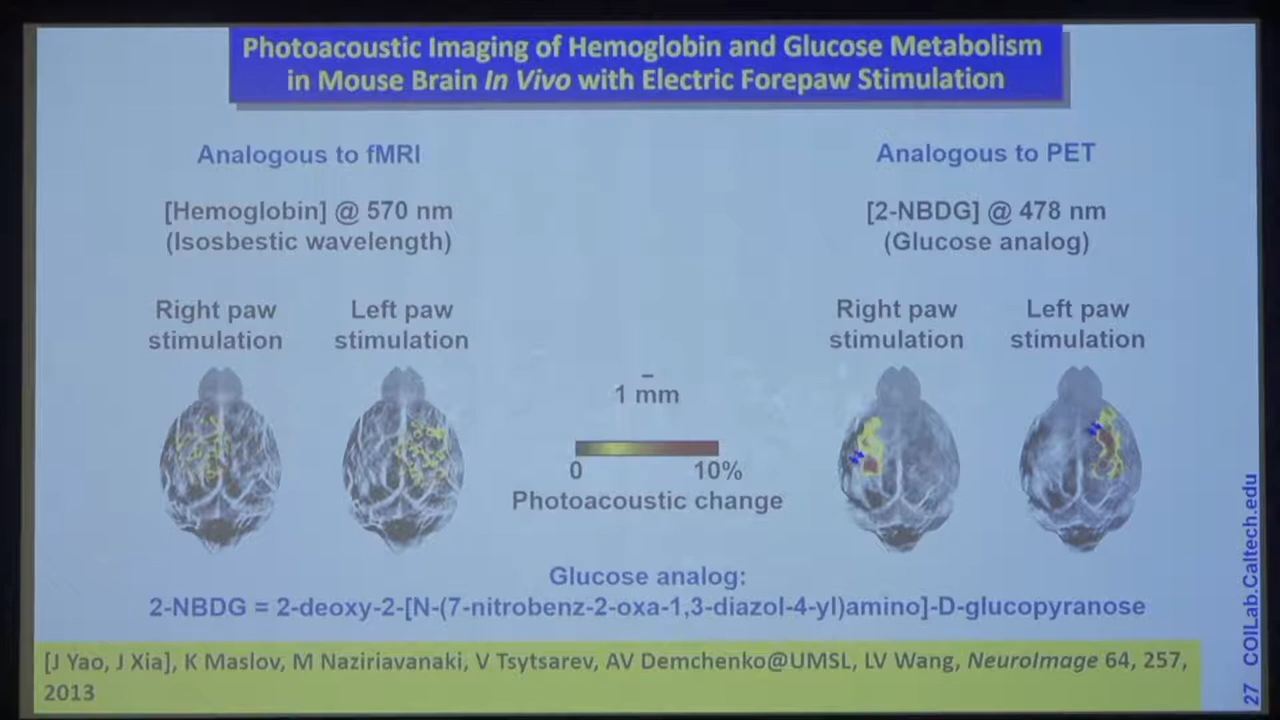 Photoacoustic Imaging of Hemoglobin and Glucose Metabolism
in Mouse Brain In Vivo with Electric Forepaw Stimulation
Analogous to fMRI
[Hemoglobin] @ 570 nm
(Isosbestic wavelength)
Right paw
stimulation
Left paw
stimulation
1 mm
0
10%
Photoacoustic change
Analogous to PET
[2-NBDG] @ 478 nm
(Glucose analog)
Right paw
stimulation
Left paw
stimulation
Glucose analog:
2-NBDG = 2-deoxy-2-[N-(7-nitrobenz-2-oxa-1,3-diazol-4-yl)amino]-D-glucopyranose
[J Yao, J Xia], K Maslov, M Naziriavanaki, V Tsytsarev, AV Demchenko@UMSL, LV Wang, NeuroImage 64, 257,
2013
27 COILab.Caltech.edu